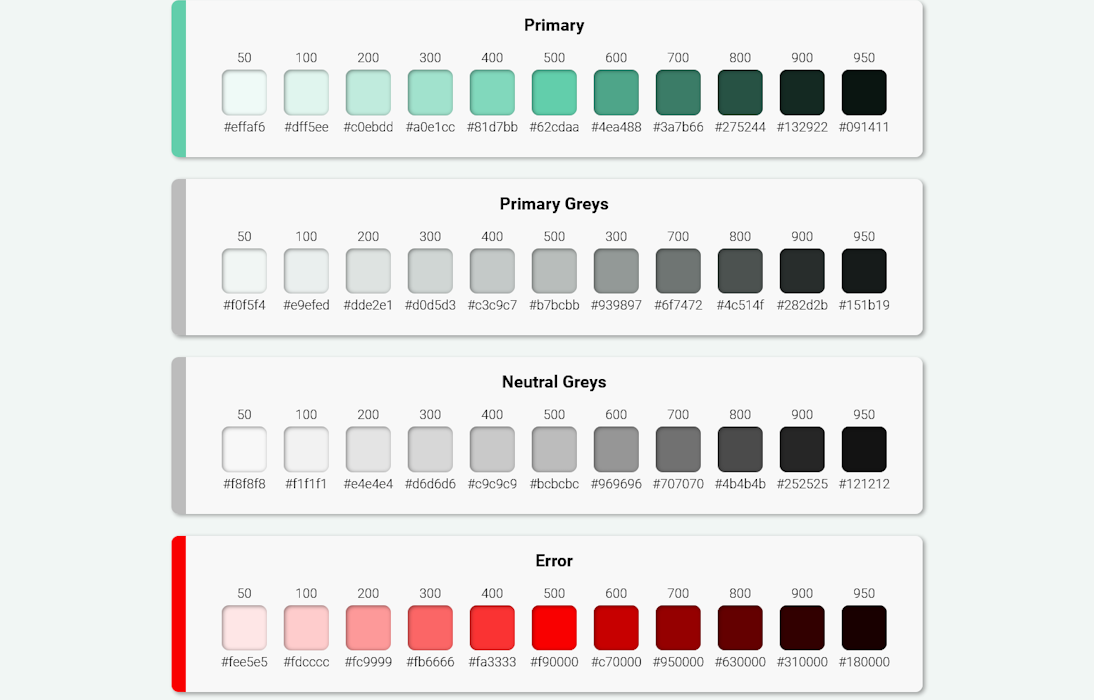 Primary
50 100 200 300 400 500 600 700 800 900 950
#effaf6 #dff5ee #c0ebdd #a0e1cc #81d7bb #62cdaa #4ea488 #3a7b66 #275244 #132922 #091411
Primary Greys
50 100 200 300 400 500 300 700 800 900 950
#f0f5f4 #e9efed #dde2e1 #d0d5d3 #c3c9c7 #b7bcbb #939897 #6f7472 #4c514f #282d2b #151b19
Neutral Greys
50 100 200 300 400 500 600 700 800 900 950
#f8f8f8 #f1f1f1 #e4e4e4 #d6d6d6 #c9c9c9 #bcbcbc #969696 #707070 #4b4b4b #252525 #121212
Error
50 100 200 300 400 500 600 700 800 900 950
#fee5e5 #fdcccc #fc9999 #fb6666 #fa3333 #f90000 #c70000 #950000 #630000 #310000 #180000